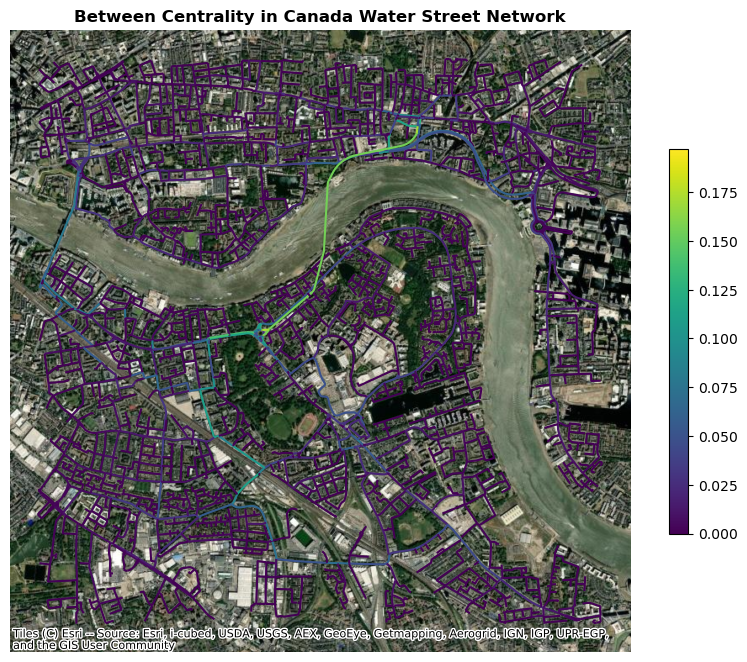 Between Centrality in Canada Water Street Network
0.175
0.150
0.125
0.100
0.075
0.050
0.025
0.000
Tiles (C) Esri -- Source: Esri, i-cubed, USDA, USGS, AEX, GeoEye, Getmapping, Aerogrid, IGN, IGP, UPR-EGP,
and the GIS User Community